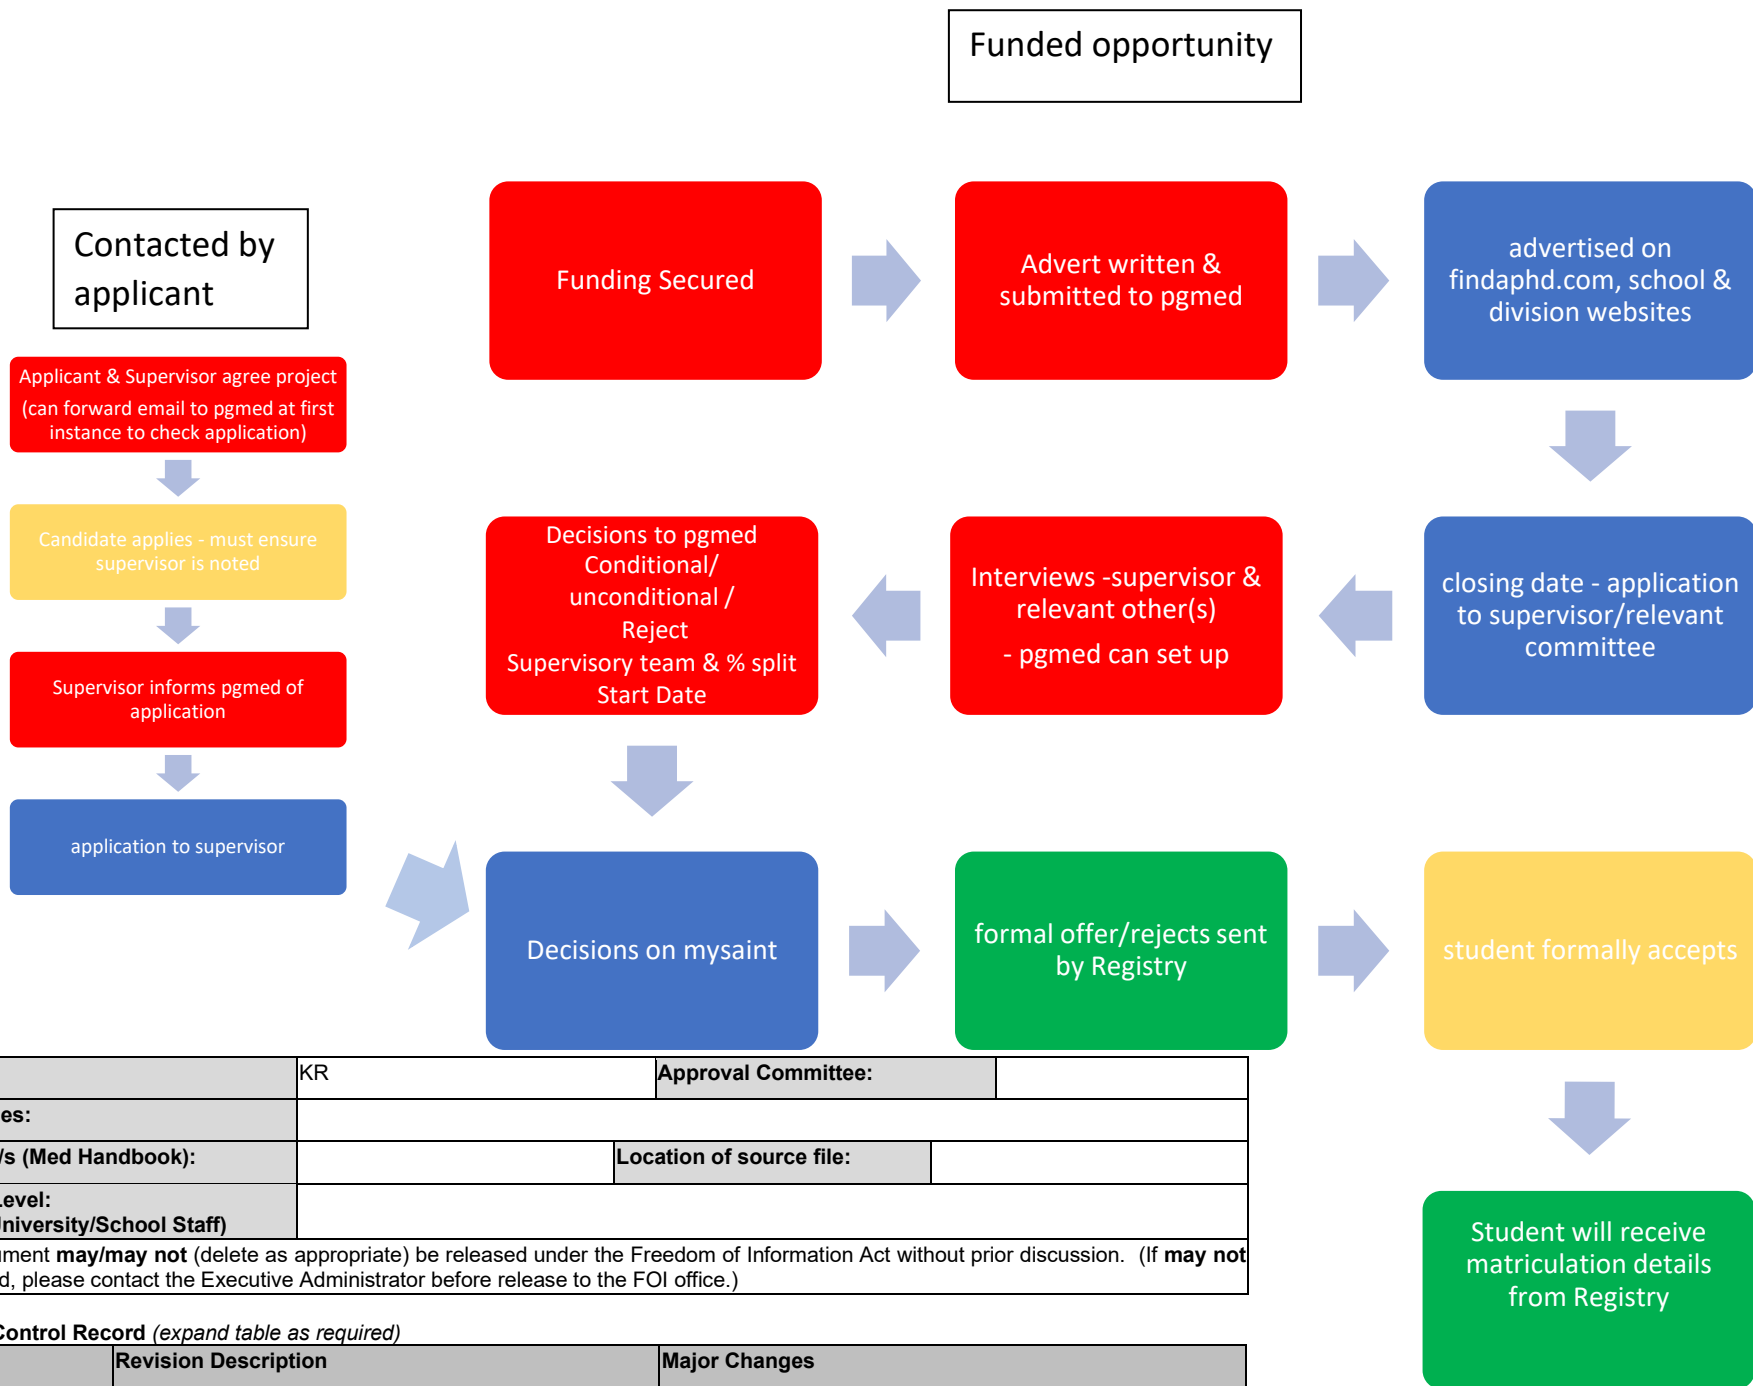 Funded opportunity
Contacted by
applicant
Applicant & Supervisor agree project
(can forward email to pgmed at first
instance to check application)
Candidate applies - must ensure
supervisor is noted
Supervisor informs pgmed of
application
application to supervisor
Funding Secured
Advert written &
submitted to pgmed
advertised on
findaphd.com, school &
division websites
closing date - application
to supervisor/relevant
committee
Interviews -supervisor &
relevant other(s)
- pgmed can set up
Decisions to pgmed
Conditional/
unconditional /
Reject
Supervisory team & % split
Start Date
Decisions on mysaint
formal offer/rejects sent
by Registry
student formally accepts
Student will receive
matriculation details
from Registry
KR Approval Committee:
es:
/s (Med Handbook): Location of source file:
evel:
niversity/School Staff)
ument may/may not (delete as appropriate) be released under the Freedom of Information Act without prior discussion. (If may not
d, please contact the Executive Administrator before release to the FOI office.)
Control Record (expand table as required)
Revision Description Major Changes